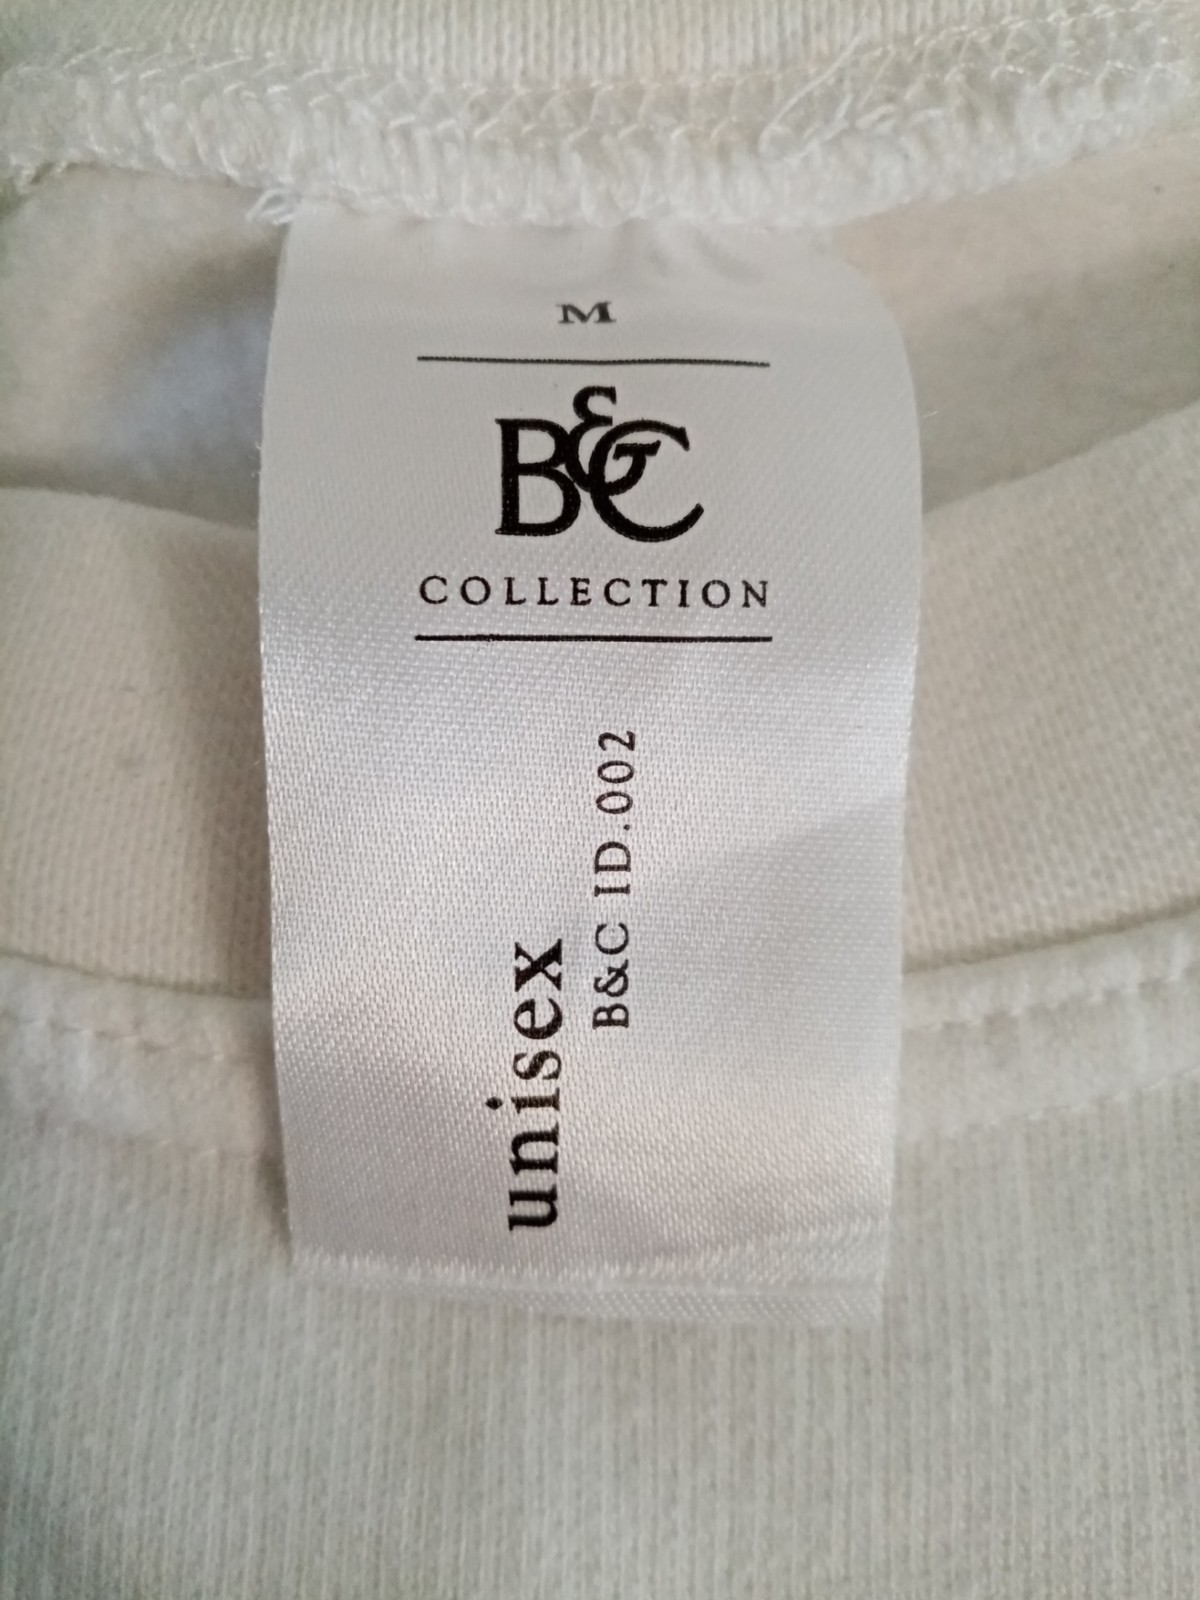 M
B&C
COLLECTION
unisex
B&C ID.002